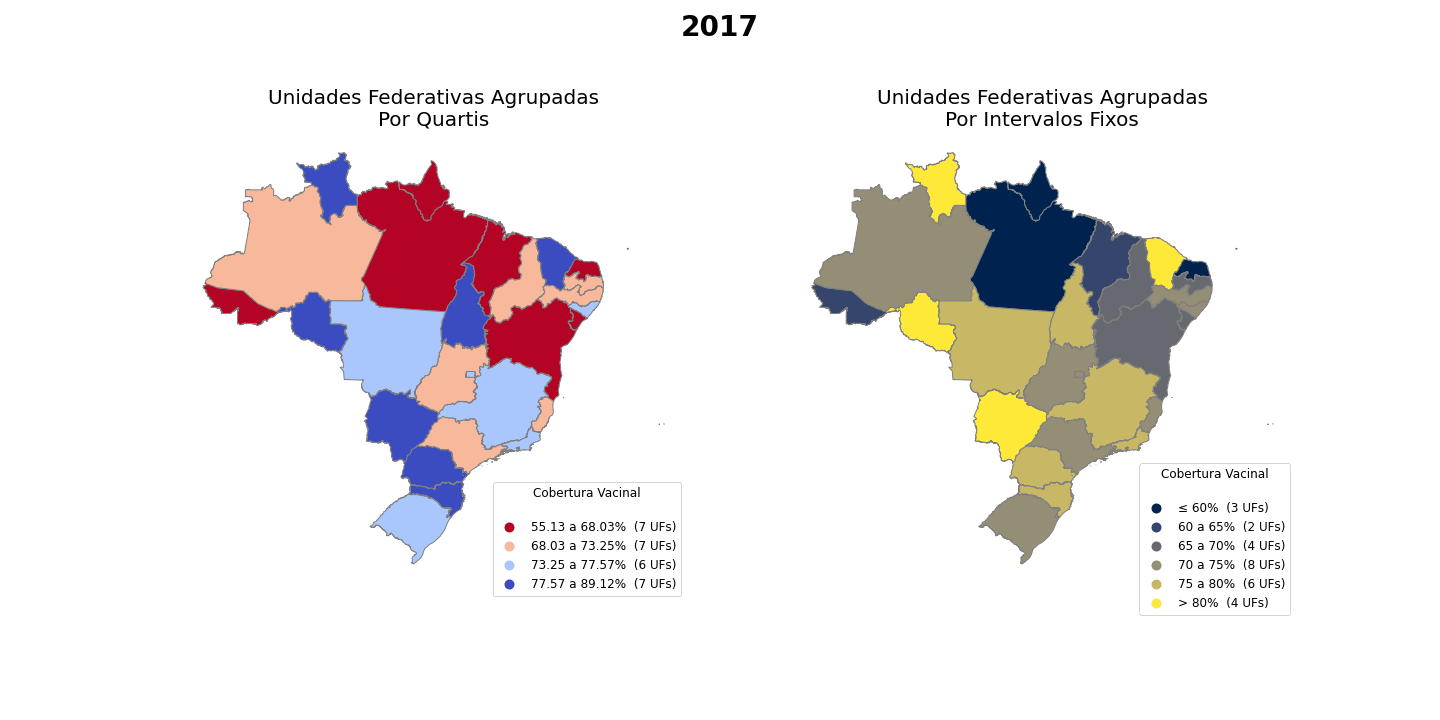 2017
Unidades Federativas Agrupadas
Por Quartis
Cobertura Vacinal
55.13 a 68.03% (7 UFs)
68.03 a 73.25% (7 UFs)
73.25 a 77.57% (6 UFs)
77.57 a 89.12% (7 UFs)
Unidades Federativas Agrupadas
Por Intervalos Fixos
Cobertura Vacinal
≤ 60% (3 UFs)
60 a 65% (2 UFs)
65 a 70% (4 UFs)
70 a 75% (8 UFs)
75 a 80% (6 UFs)
> 80% (4 UFs)